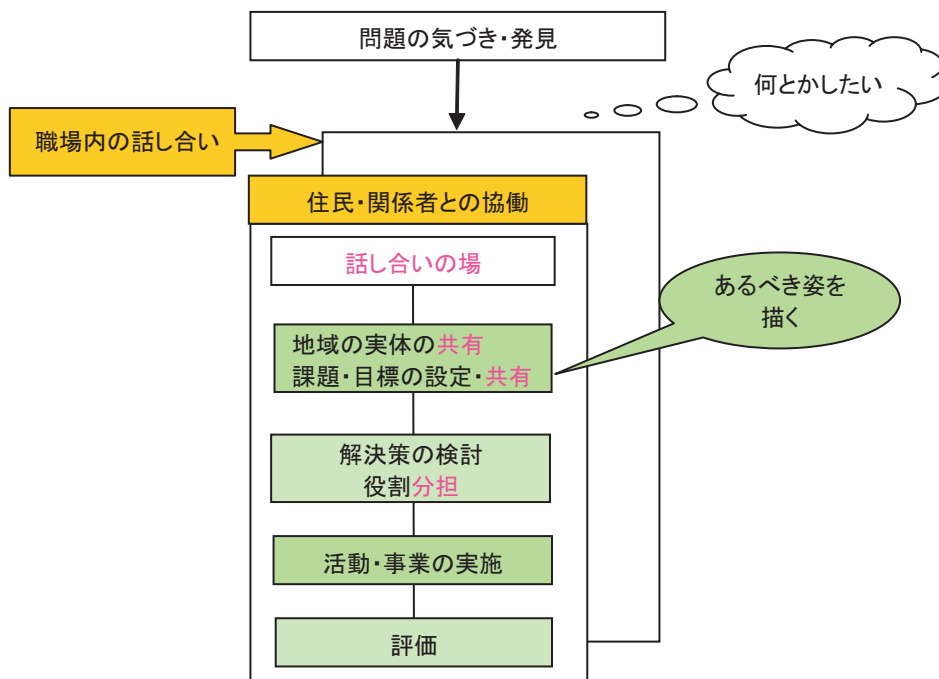 問題の気づき・発見
何とかしたい
職場内の話し合い
住民・関係者との協働
話し合いの場
あるべき姿を
描く
地域の実体の共有
課題・目標の設定・共有
解決策の検討
役割分担
活動・事業の実施
評価